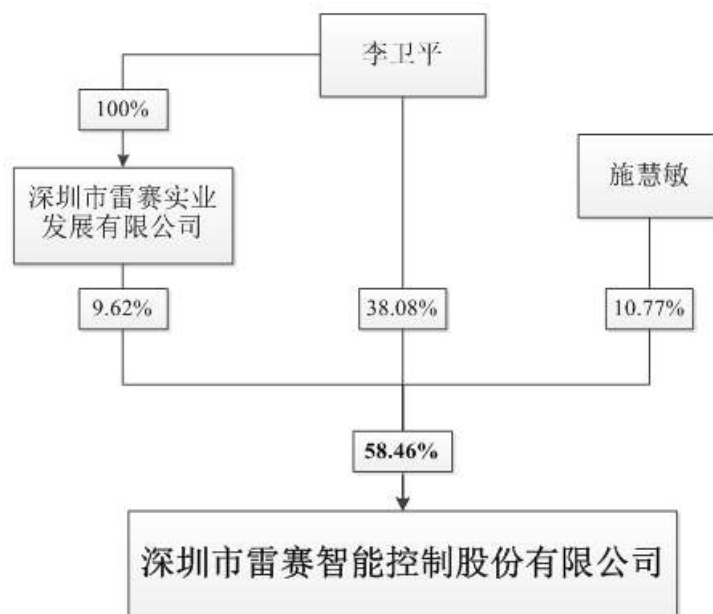 李卫平
100%
施慧敏
深圳市雷赛实业
发展有限公司
9.62%
38.08%
10.77%
58.46%
深圳市雷赛智能控制股份有限公司